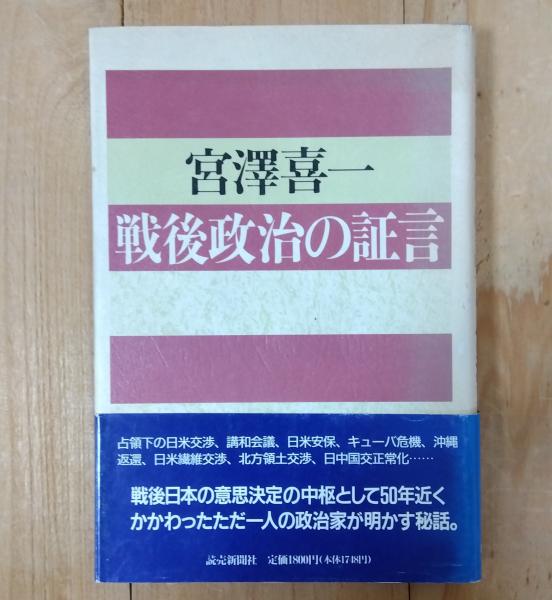 宮澤喜一
戦後政治の証言
占領下の日米交渉、講和会議、日米安保、キューバ危機、沖縄
返還、日米繊維交渉、北方領土交渉、日中国交正常化……
戦後日本の意思決定の中枢として50年近く
かかわったただ一人の政治家が明かす秘話。
読売新聞社 定価1800円(本体1748円)